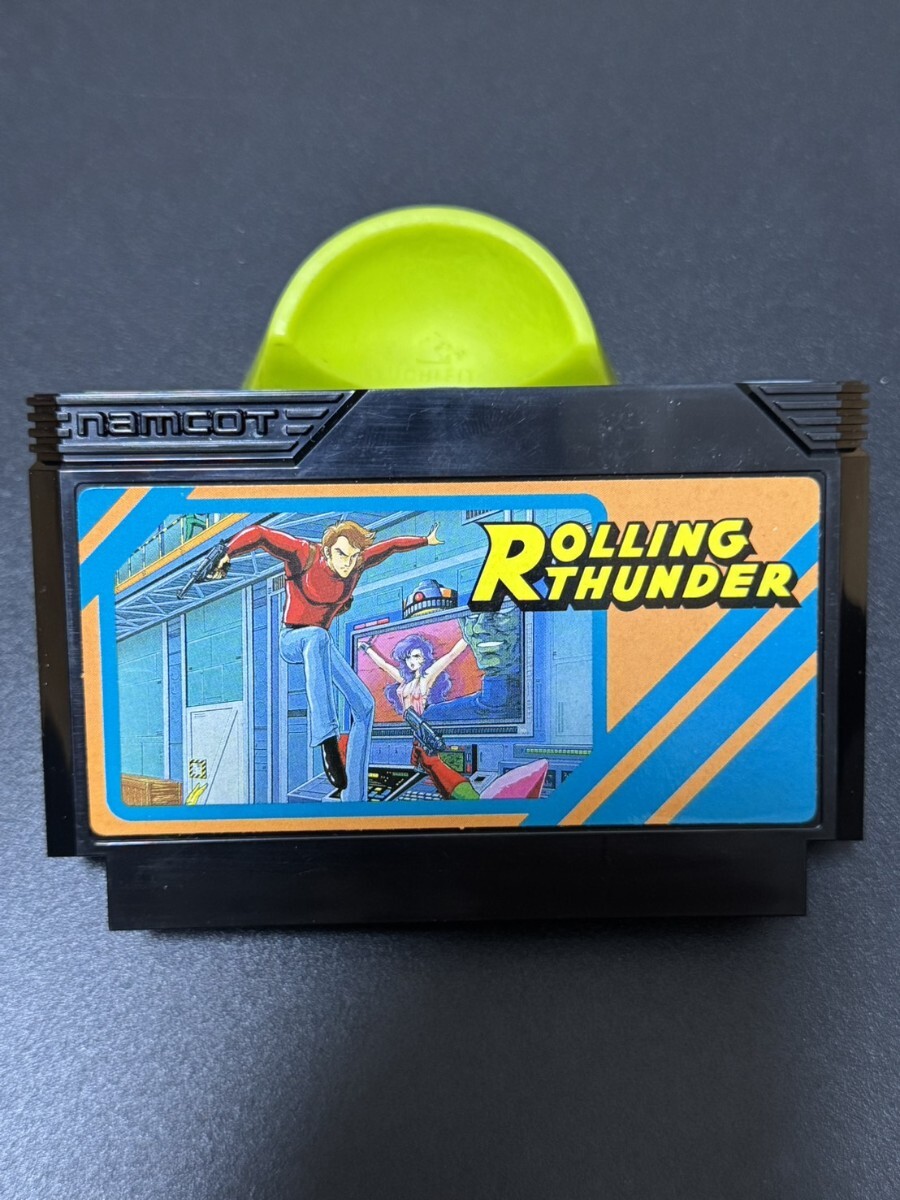 namcot
ROLLING
THUNDER